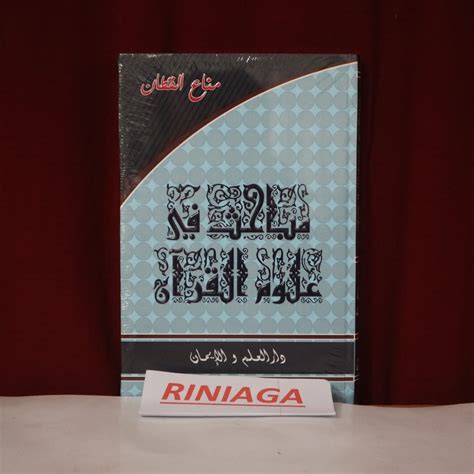 مناع القطان
مباحث في
علوم القرآن
دار العلم و الإيمان
RINIAGA